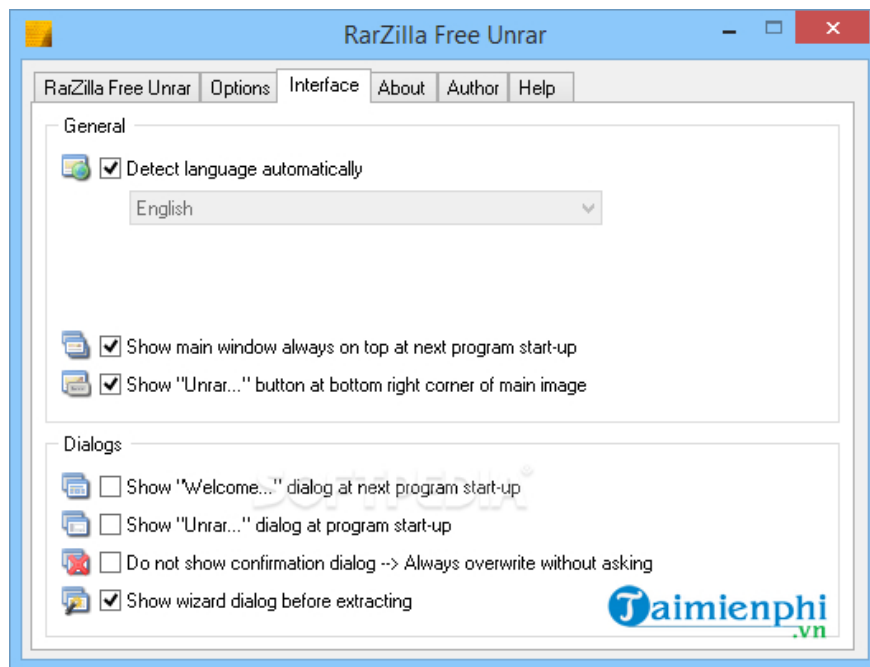 RarZilla Free Unrar
RarZilla Free Unrar Options Interface About Author Help
General
Detect language automatically
English
Show main window always on top at next program start-up
Show "Unrar..." button at bottom right corner of main image
Dialogs
Show "Welcome..." dialog at next program start-up
SOFTPEDIA
Show "Unrar..." dialog at program start-up
Do not show confirmation dialog --> Always overwrite without asking
Show wizard dialog before extracting
Taimienphi
.vn